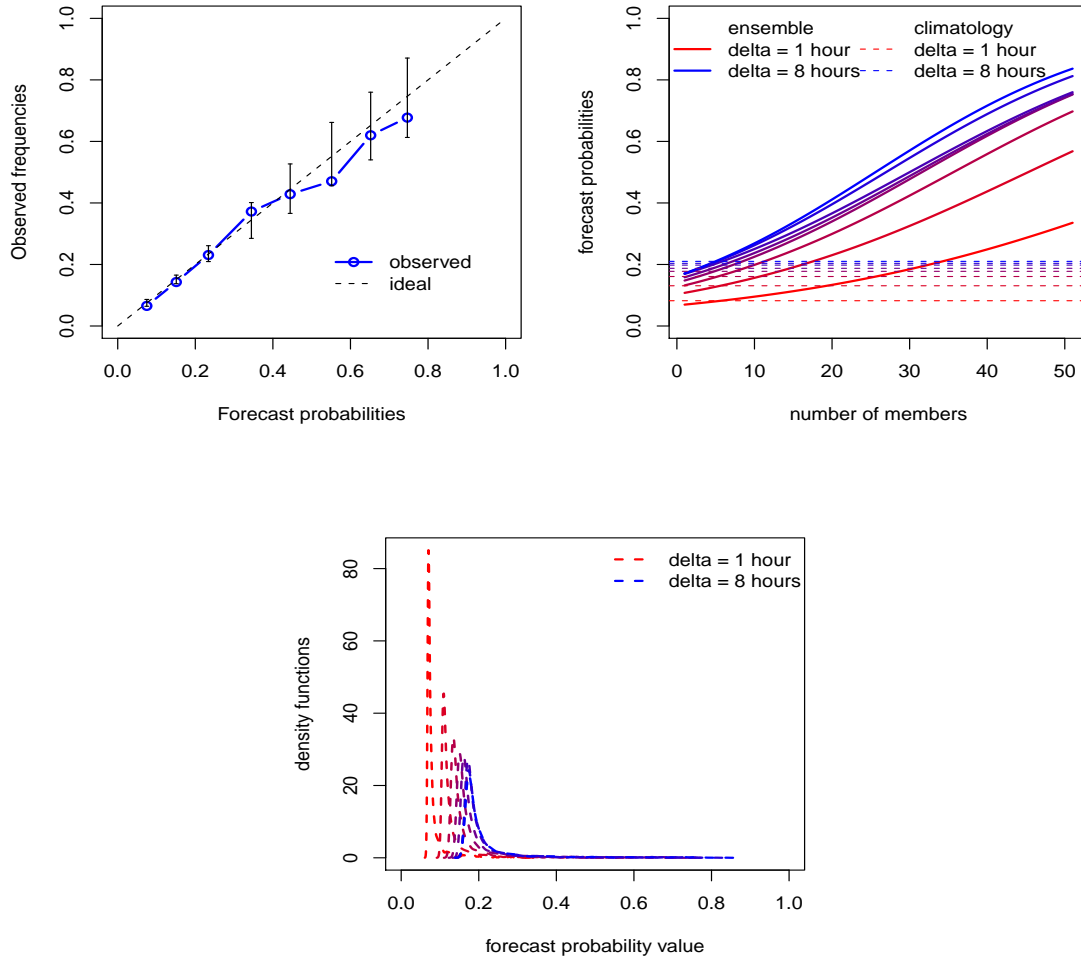 Observed frequencies
1.0
0.8
0.6
0.4
0.2
0.0
observed
ideal
0.0 0.2 0.4 0.6 0.8 1.0
Forecast probabilities
forecast probabilities
1.0
0.8
0.6
0.4
0.2
0.0
ensemble climatology
delta = 1 hour delta = 1 hour
delta = 8 hours delta = 8 hours
0 10 20 30 40 50
number of members
density functions
80
60
40
20
0
delta = 1 hour
delta = 8 hours
0.0 0.2 0.4 0.6 0.8 1.0
forecast probability value